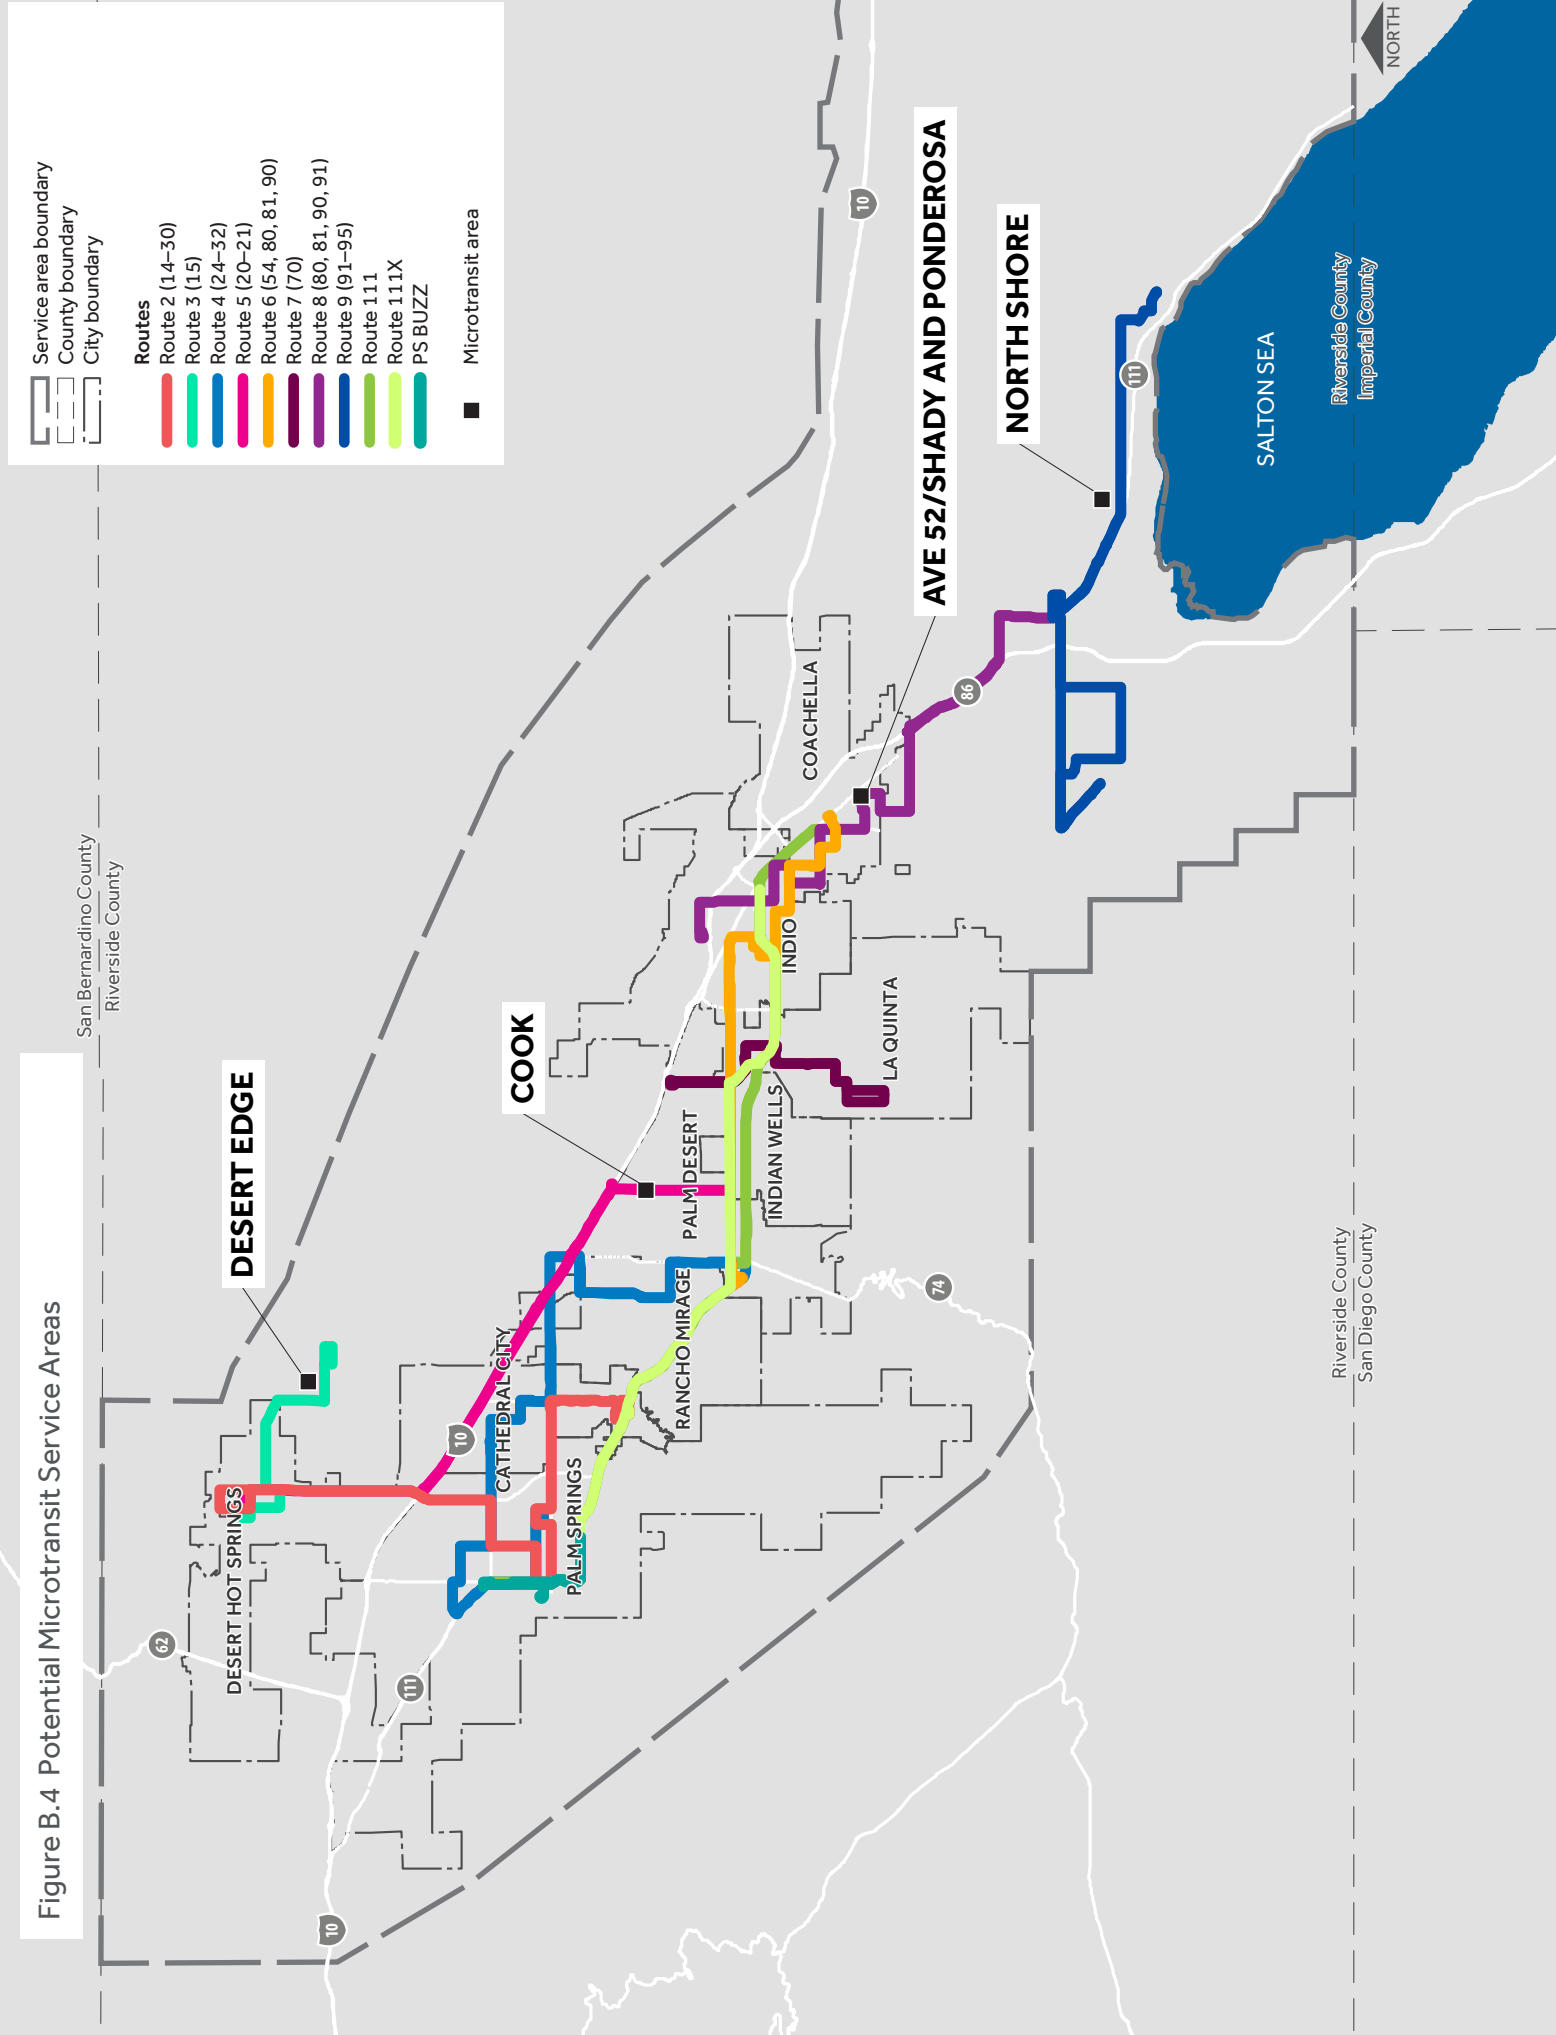 Figure B.4 Potential Microtransit Service Areas
Service area boundary
County boundary
City boundary
Routes
Route 2 (14–30)
Route 3 (15)
Route 4 (24–32)
Route 5 (20–21)
Route 6 (54, 80, 81, 90)
Route 7 (70)
Route 8 (80, 81, 90, 91)
Route 9 (91–95)
Route 111
Route 111X
PS BUZZ
Microtransit area
San Bernardino County
Riverside County
DESERT EDGE
COOK
AVE 52/SHADY AND PONDEROSA
NORTH SHORE
62
DESERT HOT SPRINGS
10
111
10
CATHEDRAL CITY
PALM SPRINGS
RANCHO MIRAGE
PALM DESERT
INDIAN WELLS
LA QUINTA
INDIO
COACHELLA
10
86
74
111
SALTON SEA
Riverside County
San Diego County
Riverside County
Imperial County
NORTH